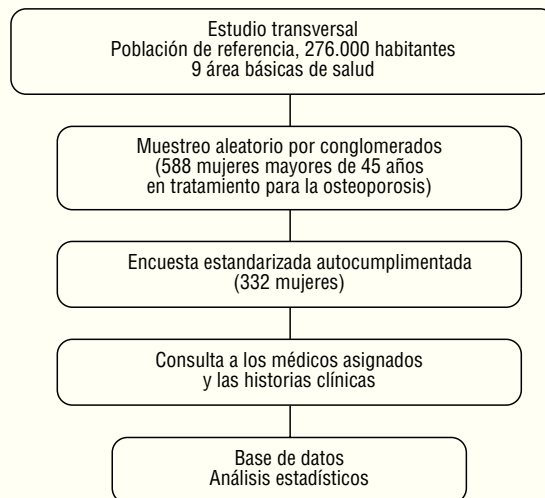 Estudio transversal
Población de referencia, 276.000 habitantes
9 área básicas de salud
Muestreo aleatorio por conglomerados
(588 mujeres mayores de 45 años
en tratamiento para la osteoporosis)
Encuesta estandarizada autocumplimentada
(332 mujeres)
Consulta a los médicos asignados
y las historias clínicas
Base de datos
Análisis estadísticos